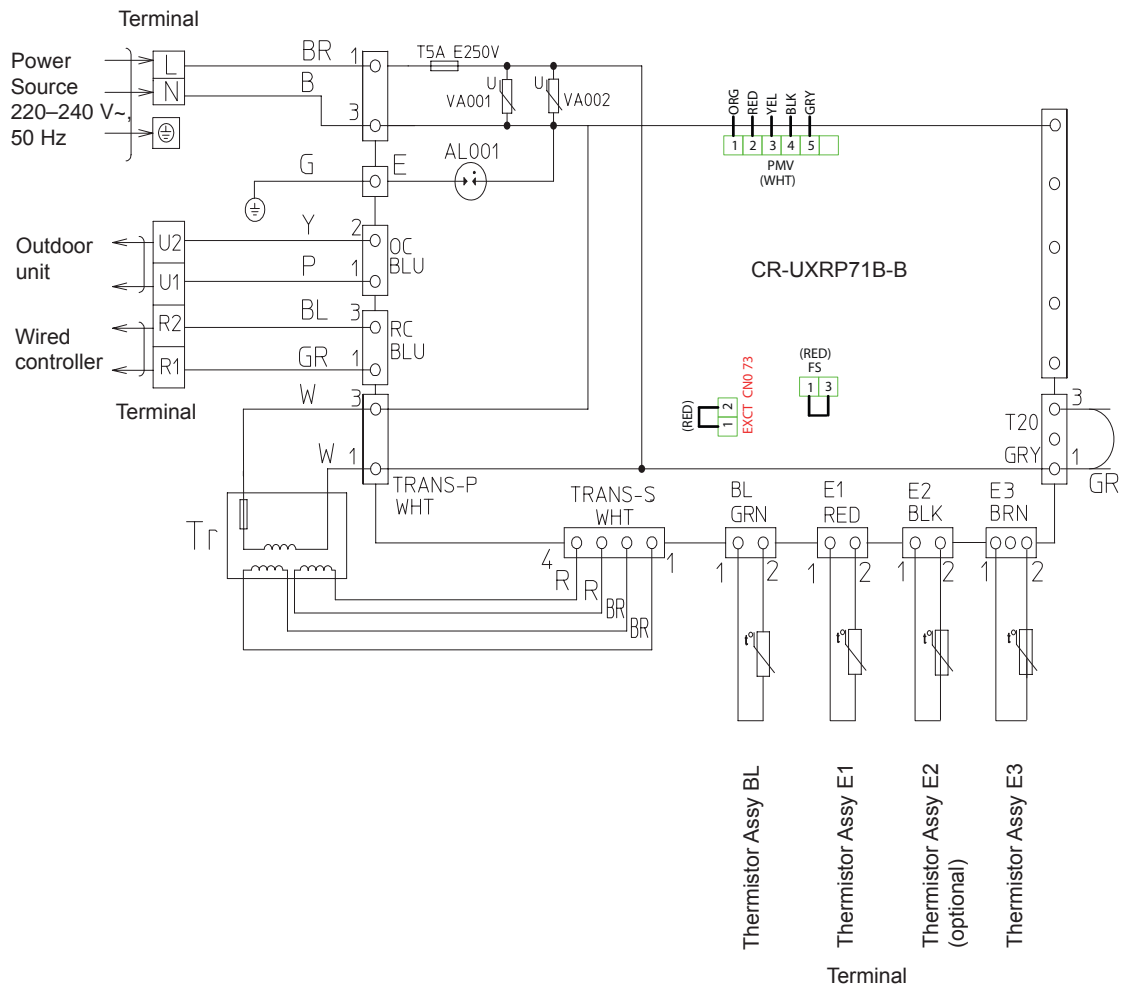 Terminal
Power
Source
220–240 V~,
50 Hz
L
N
BR
B
1
3
T5A E250V
U
VA001
U
VA002
G
E
AL001
ORG
RED
YEL
BLK
GRY
1 2 3 4 5
PMV
(WHT)
CR-UXRP71B-B
Outdoor
unit
U2
U1
Y
P
2
1
OC
BLU
Wired
controller
R2
R1
BL
GR
3
1
RC
BLU
Terminal
W
3
W
1
TRANS-P
WHT
(RED)
1 2
EXCT CN0 73
(RED)
FS
1 3
3
T20
GRY
1
GR
Tr
TRANS-S
WHT
4
1
R
R
BR
BR
BL
GRN
1 2
E1
RED
1 2
E2
BLK
1 2
E3
BRN
1 2
t°
t°
t°
t°
Thermistor Assy BL
Thermistor Assy E1
Thermistor Assy E2
(optional)
Thermistor Assy E3
Terminal